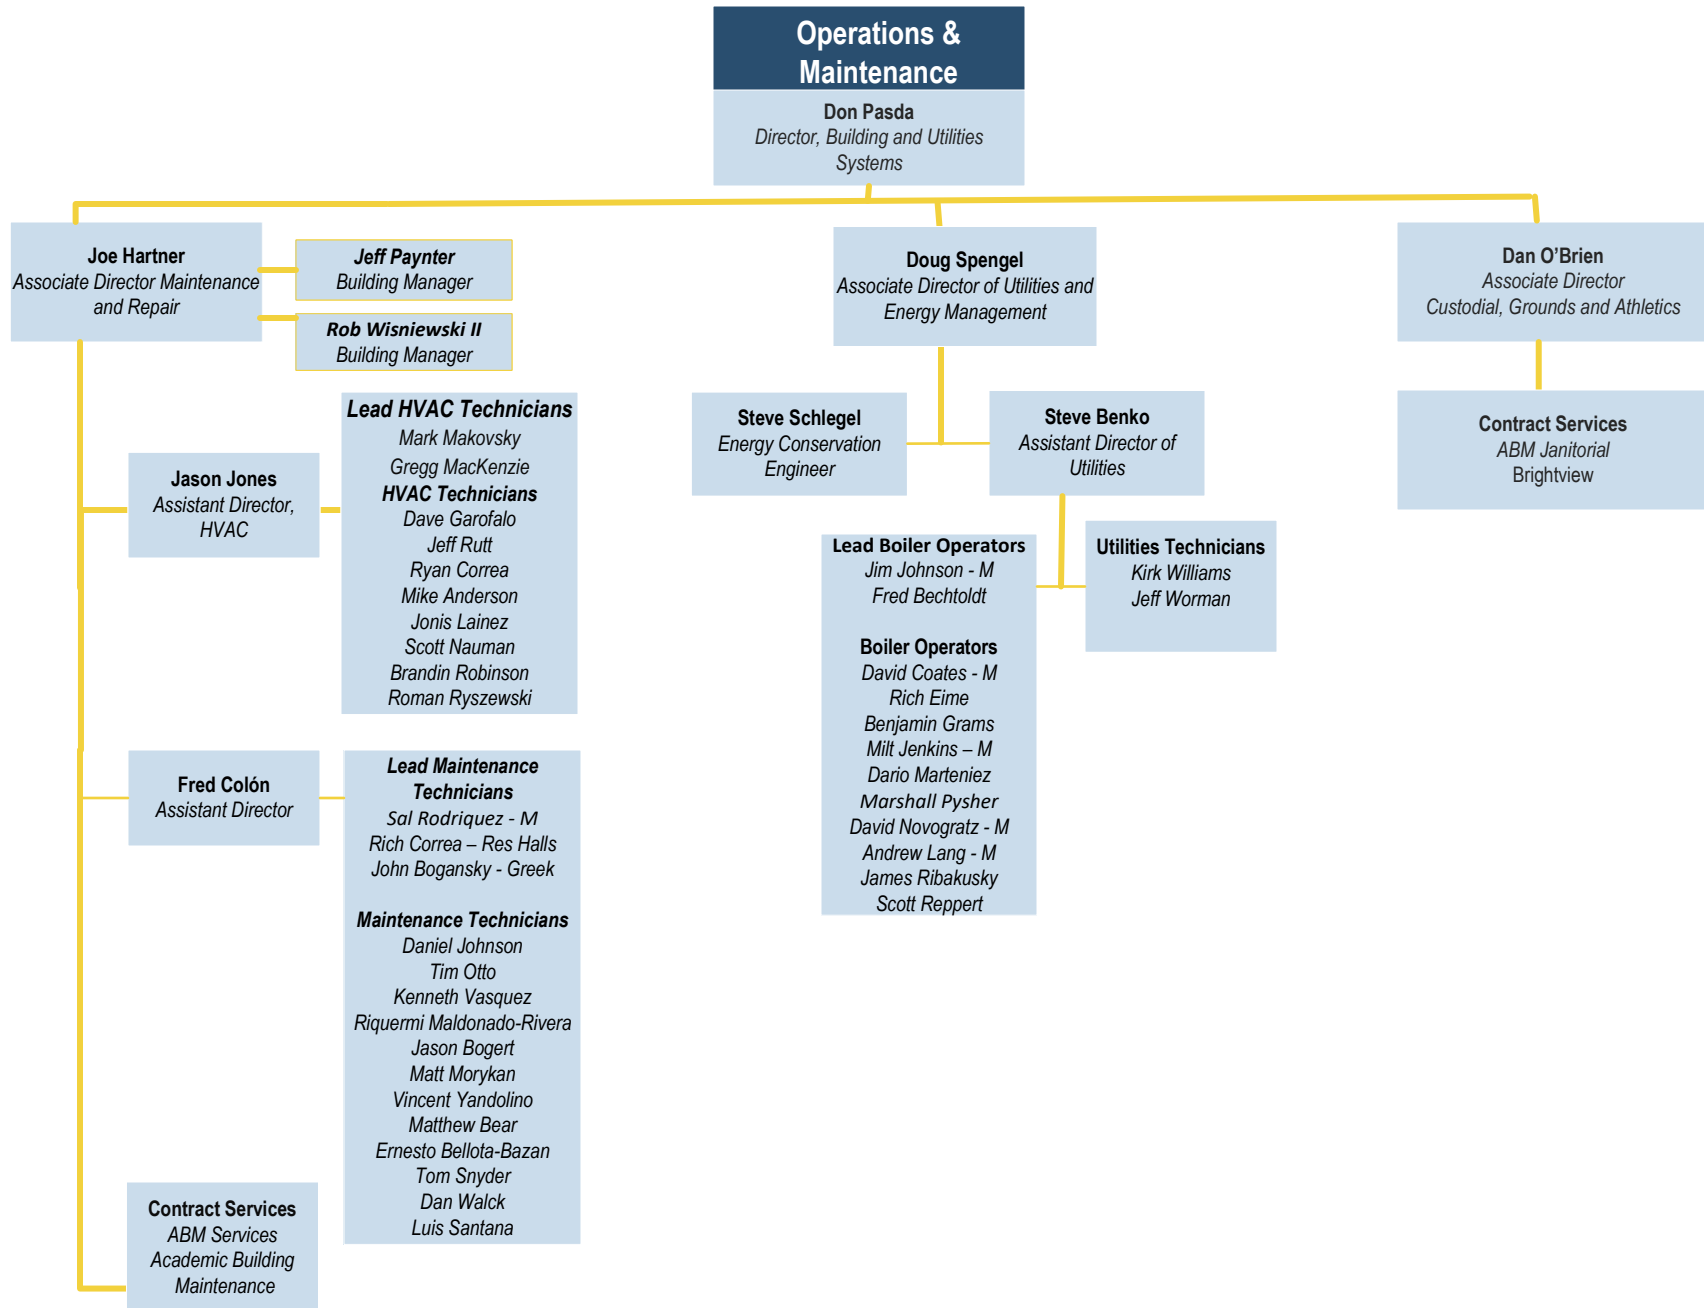 Operations &
Maintenance
Don Pasda
Director, Building and Utilities
Systems
Joe Hartner
Associate Director Maintenance
and Repair
Jeff Paynter
Building Manager
Rob Wisniewski II
Building Manager
Doug Spengel
Associate Director of Utilities and
Energy Management
Dan O’Brien
Associate Director
Custodial, Grounds and Athletics
Jason Jones
Assistant Director,
HVAC
Lead HVAC Technicians
Mark Makovsky
Gregg MacKenzie
HVAC Technicians
Dave Garofalo
Jeff Rutt
Ryan Correa
Mike Anderson
Jonis Lainez
Scott Nauman
Brandin Robinson
Roman Ryszewski
Steve Schlegel
Energy Conservation
Engineer
Steve Benko
Assistant Director of
Utilities
Contract Services
ABM Janitorial
Brightview
Lead Boiler Operators
Jim Johnson - M
Fred Bechtoldt
Boiler Operators
David Coates - M
Rich Eime
Benjamin Grams
Milt Jenkins – M
Dario Marteniez
Marshall Pysher
David Novogratz - M
Andrew Lang - M
James Ribakusky
Scott Reppert
Utilities Technicians
Kirk Williams
Jeff Worman
Fred Colón
Assistant Director
Lead Maintenance
Technicians
Sal Rodriquez - M
Rich Correa – Res Halls
John Bogansky - Greek
Maintenance Technicians
Daniel Johnson
Tim Otto
Kenneth Vasquez
Riquermi Maldonado-Rivera
Jason Bogert
Matt Morykan
Vincent Yandolino
Matthew Bear
Ernesto Bellota-Bazan
Tom Snyder
Dan Walck
Luis Santana
Contract Services
ABM Services
Academic Building
Maintenance